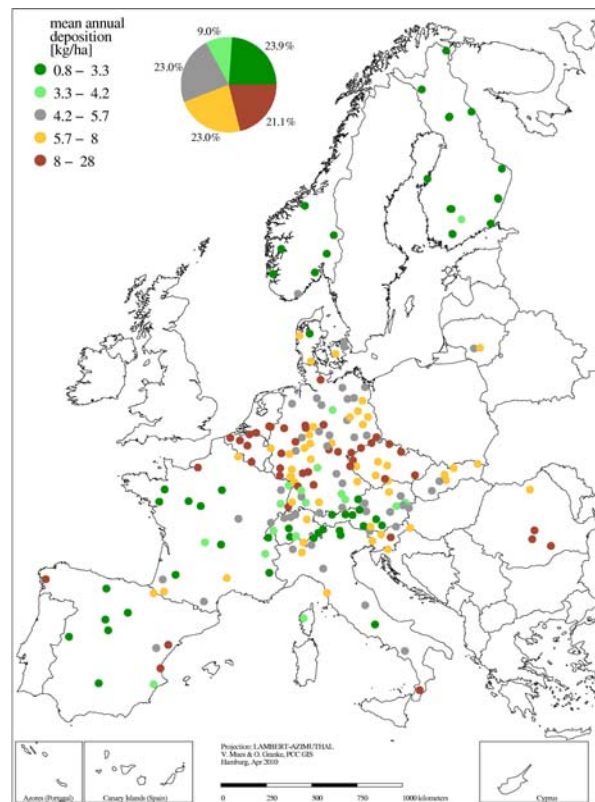 mean annual
deposition
[kg/ha]
0.8 – 3.3
3.3 – 4.2
4.2 – 5.7
5.7 – 8
8 – 28
9.0%
23.9%
23.0%
23.0%
21.1%
Projection: LAMBERT-AZIMUTHAL
V. Mues & O. Granke, PCC GIS
Hamburg, Apr 2010
0 250 500 750 1000 kilometers
Azores (Portugal)
Canary Islands (Spain)
Cyprus